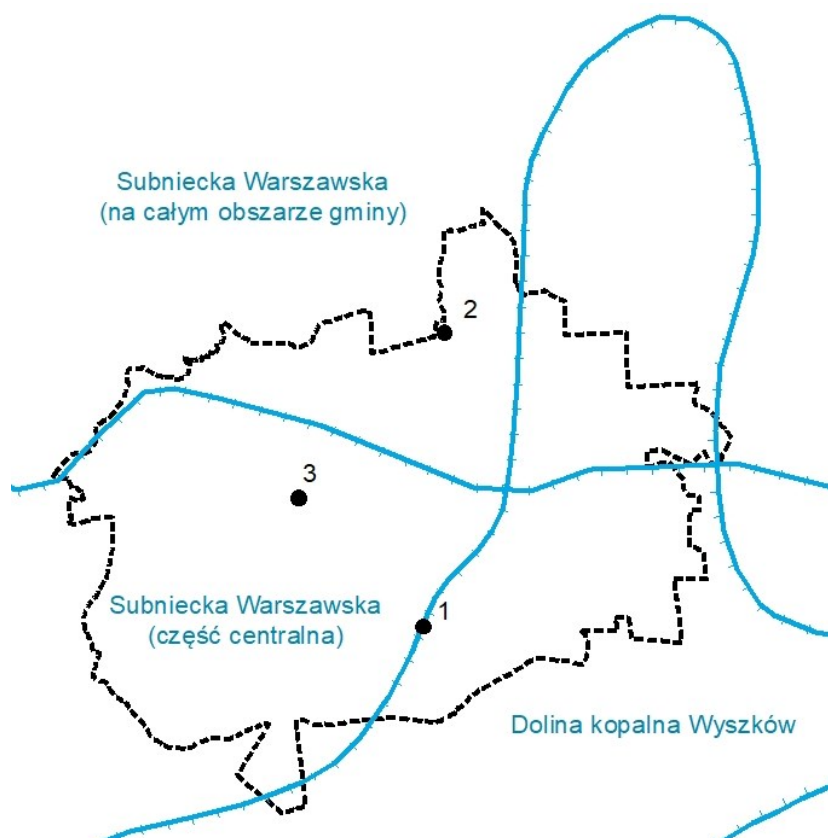 Subniecka Warszawska
(na całym obszarze gminy)
2
3
Subniecka Warszawska
(część centralna)
1
Dolina kopalna Wyszków